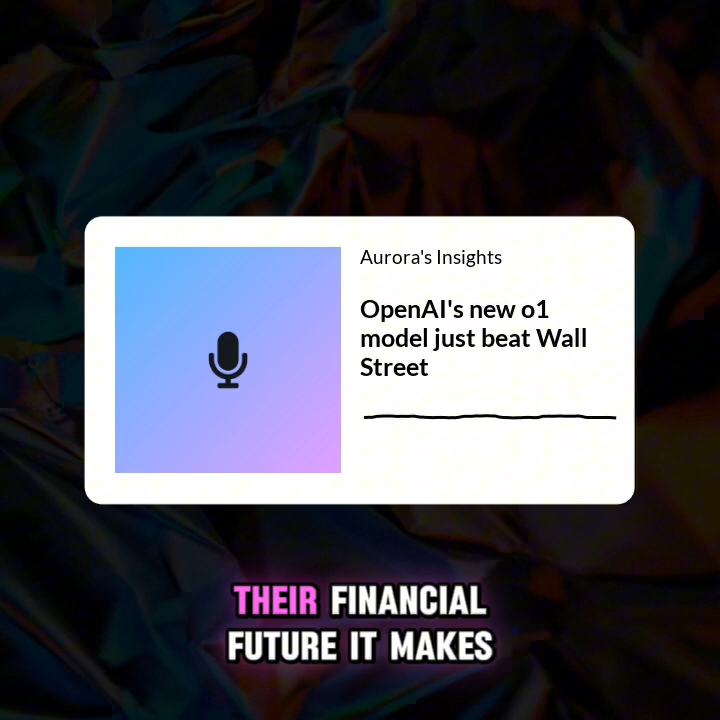 Aurora's Insights
OpenAI's new o1
model just beat Wall
Street
THEIR FINANCIAL
FUTURE IT MAKES